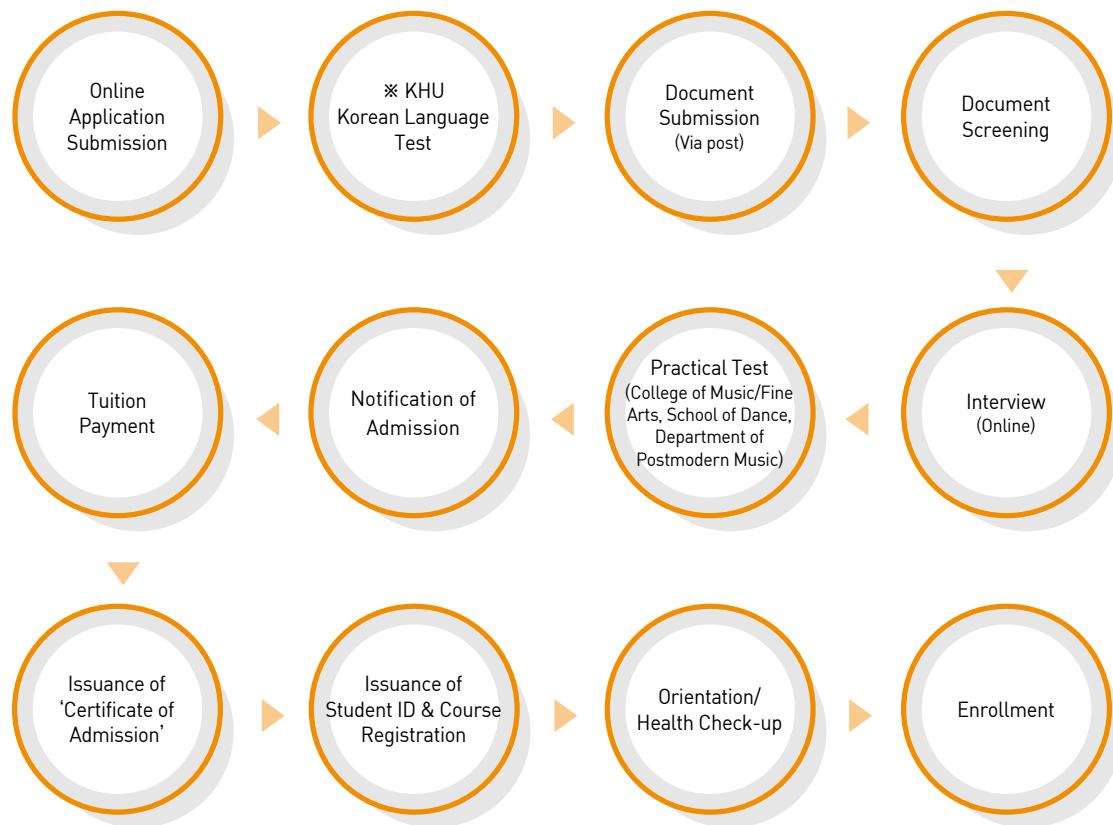 Online
Application
Submission
※ KHU
Korean Language
Test
Document
Submission
(Via post)
Document
Screening
Interview
(Online)
Practical Test
(College of Music/Fine
Arts, School of Dance,
Department of
Postmodern Music)
Notification of
Admission
Tuition
Payment
Issuance of
‘Certificate of
Admission’
Issuance of
Student ID & Course
Registration
Orientation/
Health Check-up
Enrollment